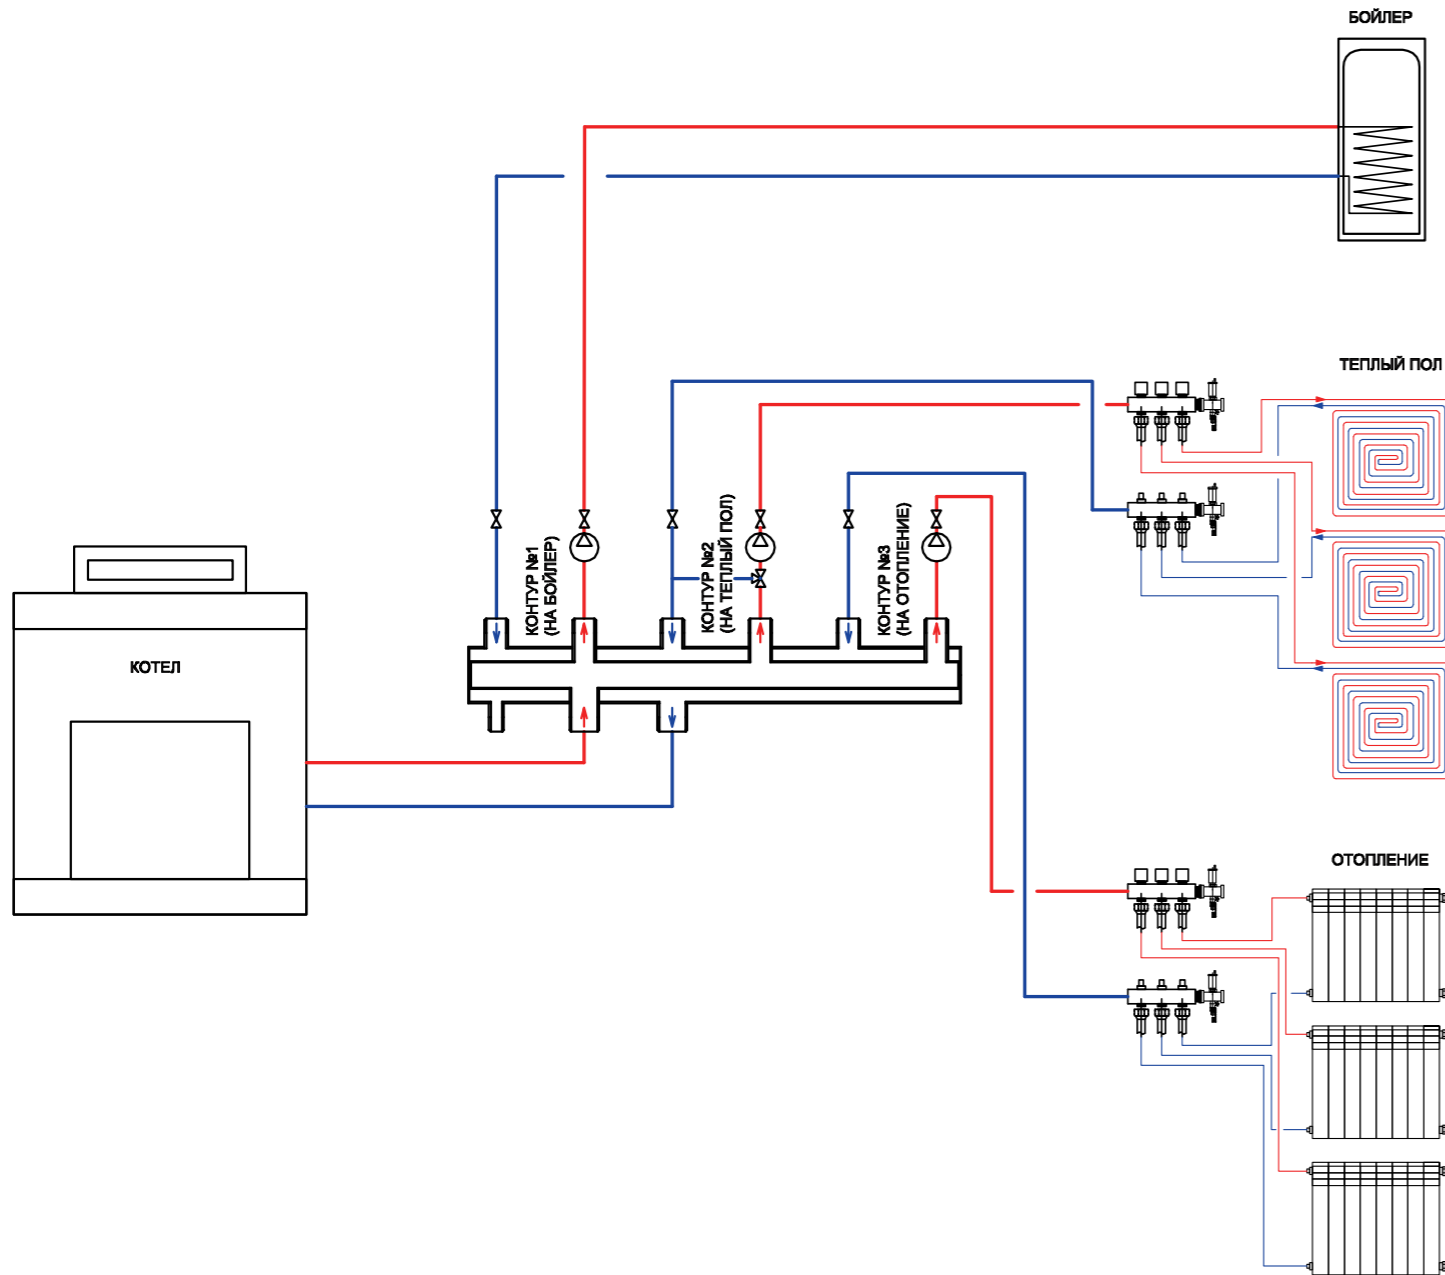 БОЙЛЕР
ТЕПЛЫЙ ПОЛ
КОНТУР №1
(НА БОЙЛЕР)
КОНТУР №2
(НА ТЕПЛЫЙ ПОЛ)
КОНТУР №3
(НА ОТОПЛЕНИЕ)
КОТЕЛ
ОТОПЛЕНИЕ